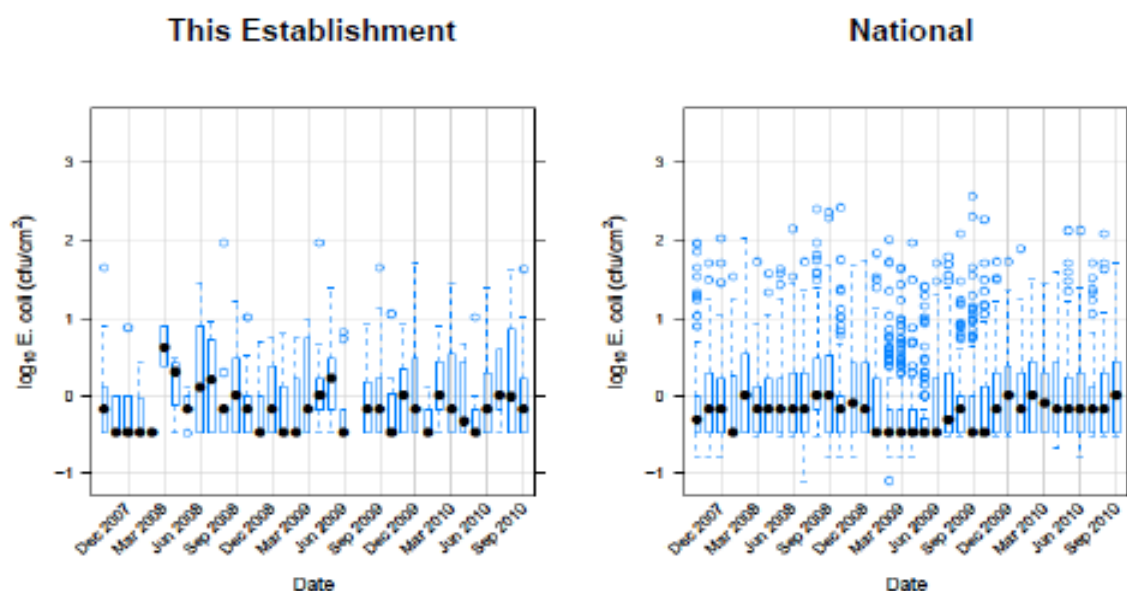 This Establishment
National
log₁₀ E. coli (cfu/cm²)
3
2
1
0
−1
Dec 2007
Mar 2008
Jun 2008
Sep 2008
Dec 2008
Mar 2009
Jun 2009
Sep 2009
Dec 2009
Mar 2010
Jun 2010
Sep 2010
Date
log₁₀ E. coli (cfu/cm²)
3
2
1
0
−1
Dec 2007
Mar 2008
Jun 2008
Sep 2008
Dec 2008
Mar 2009
Jun 2009
Sep 2009
Dec 2009
Mar 2010
Jun 2010
Sep 2010
Date